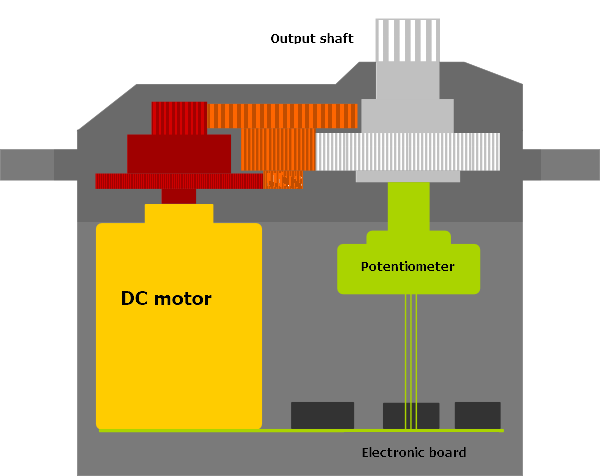 Output shaft
Potentiometer
DC motor
Electronic board